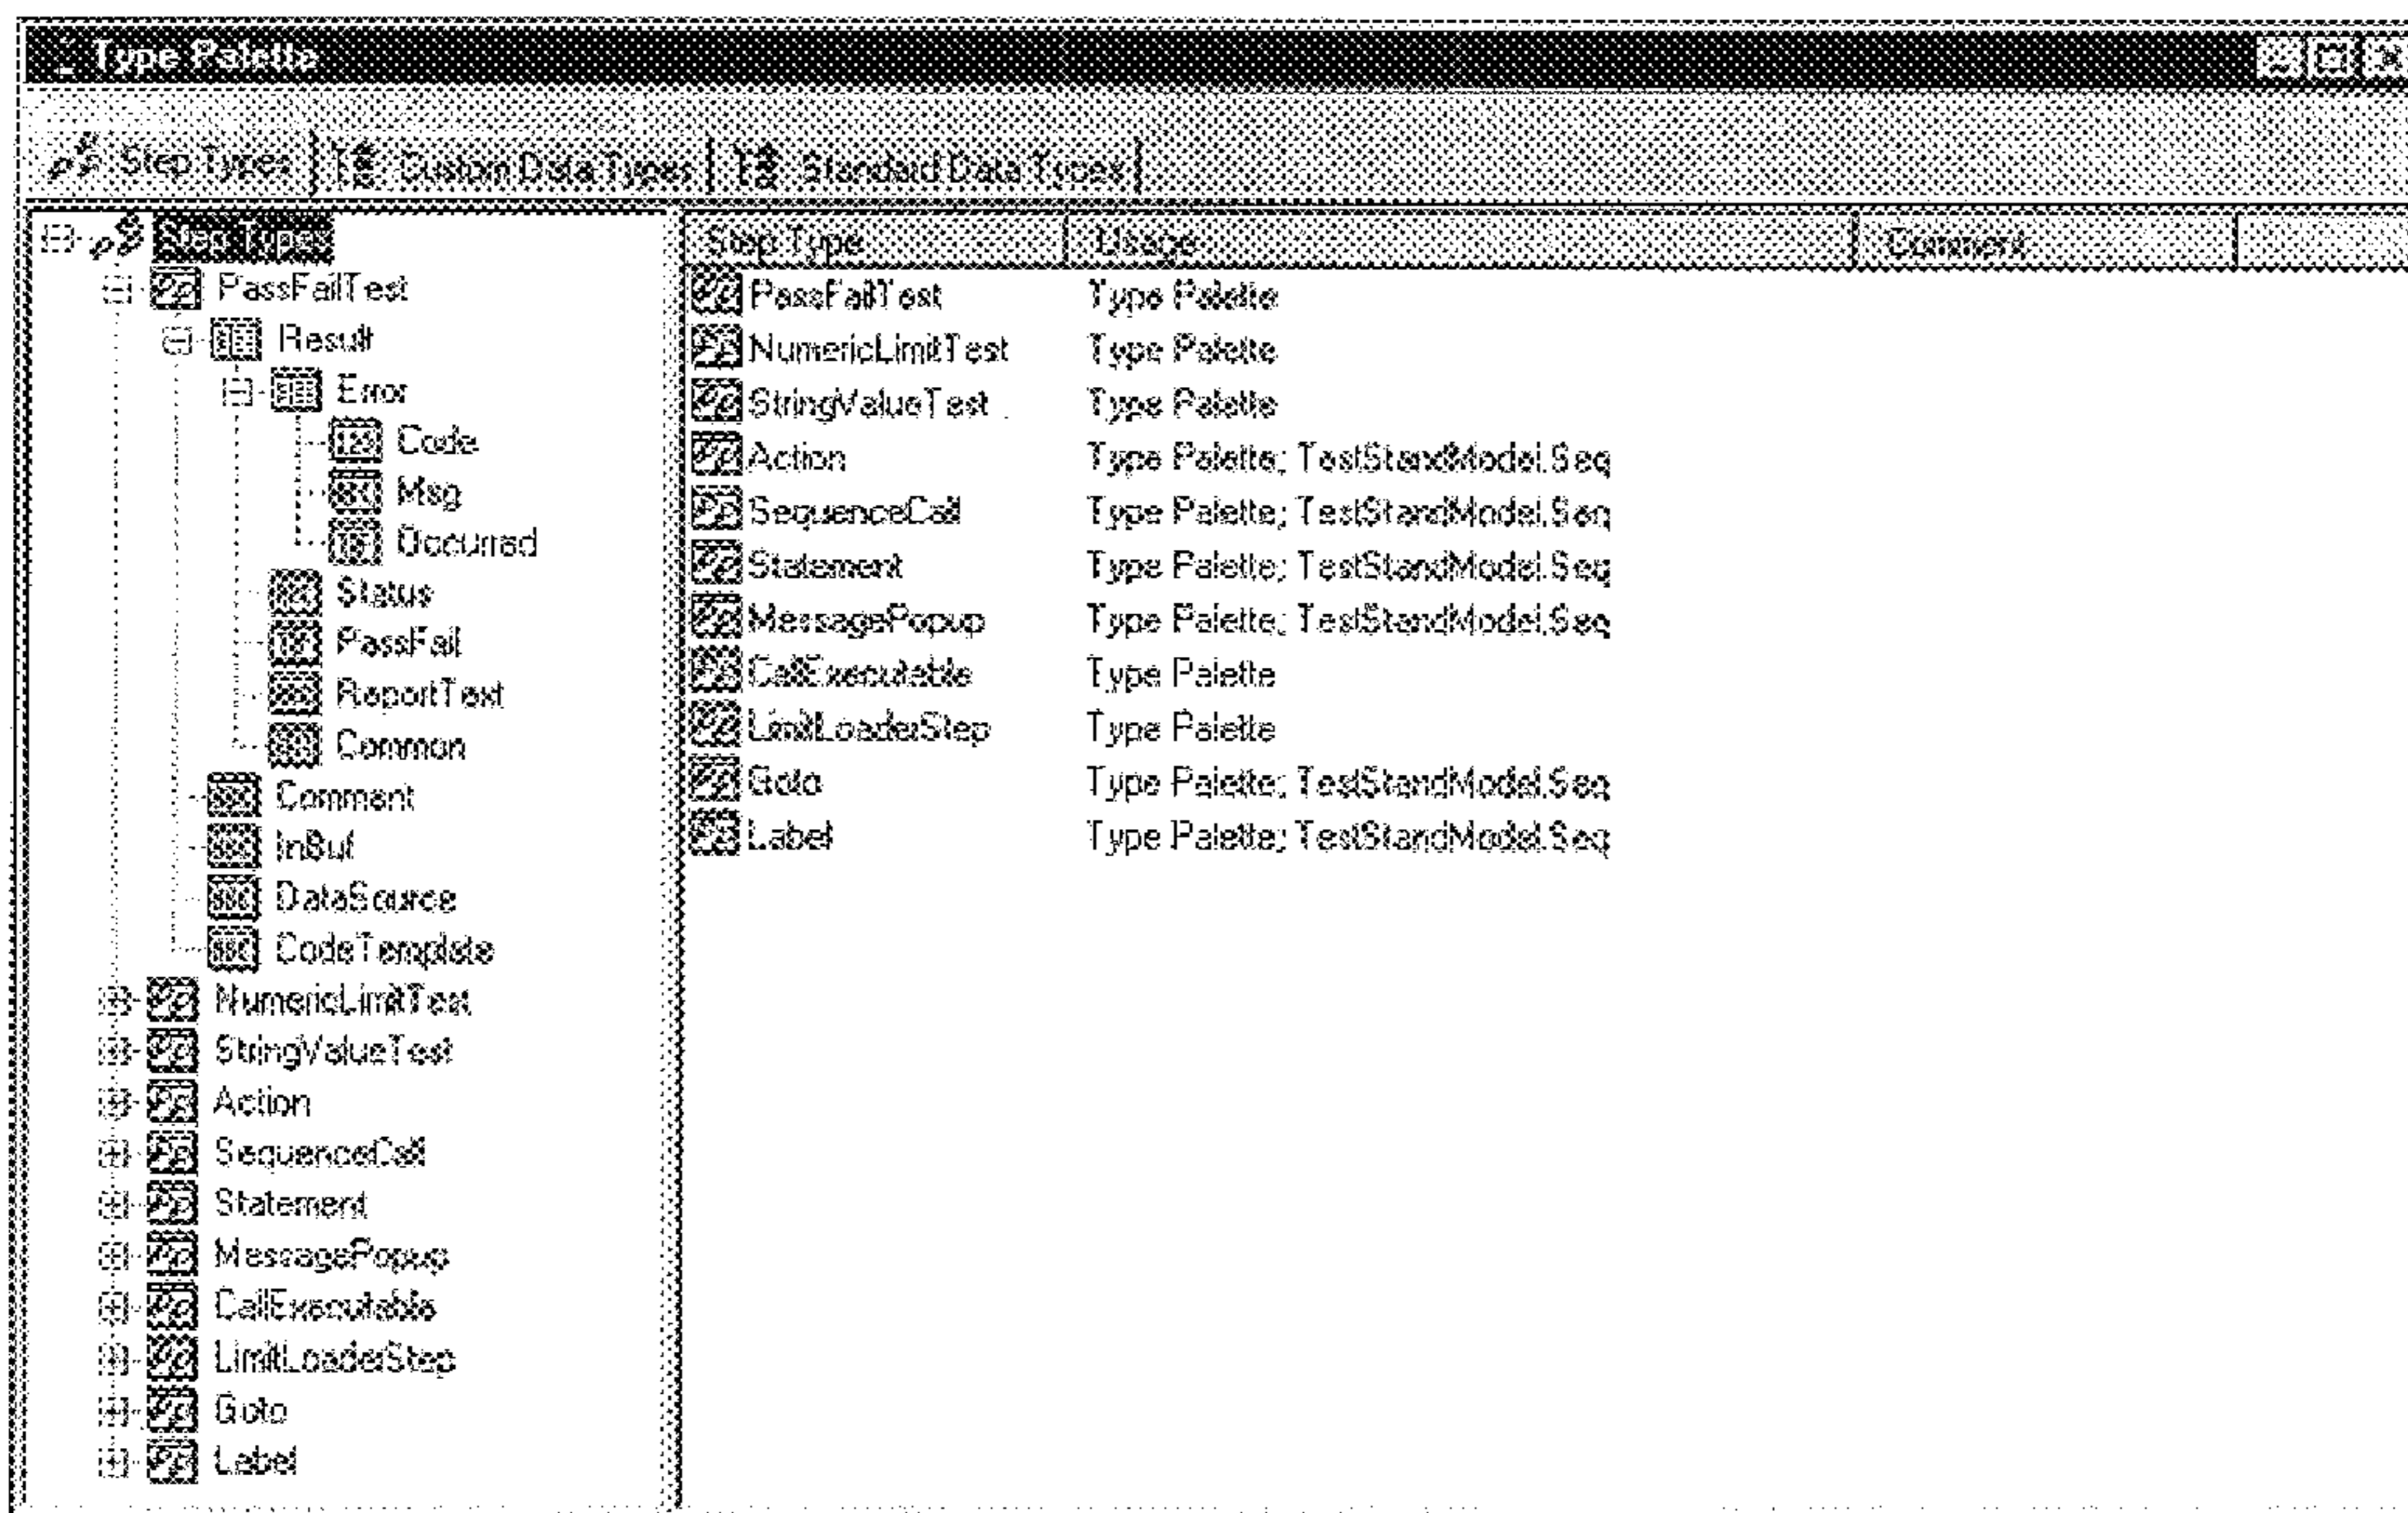 Type Palette
Step Types Custom Data Types Standard Data Types
Step Types
PassFailTest
Result
Error
Code
Msg
Occurred
Status
PassFail
ReportText
Common
Comment
InBuf
DataSource
CodeTemplate
NumericLimitTest
StringValueTest
Action
SequenceCall
Statement
MessagePopup
CallExecutable
LimitLoaderStep
Goto
Label
Step Type Usage Comment
PassFailTest Type Palette
NumericLimitTest Type Palette
StringValueTest Type Palette
Action Type Palette; TestStandModel.Seq
SequenceCall Type Palette; TestStandModel.Seq
Statement Type Palette; TestStandModel.Seq
MessagePopup Type Palette; TestStandModel.Seq
CallExecutable Type Palette
LimitLoaderStep Type Palette
Goto Type Palette; TestStandModel.Seq
Label Type Palette; TestStandModel.Seq